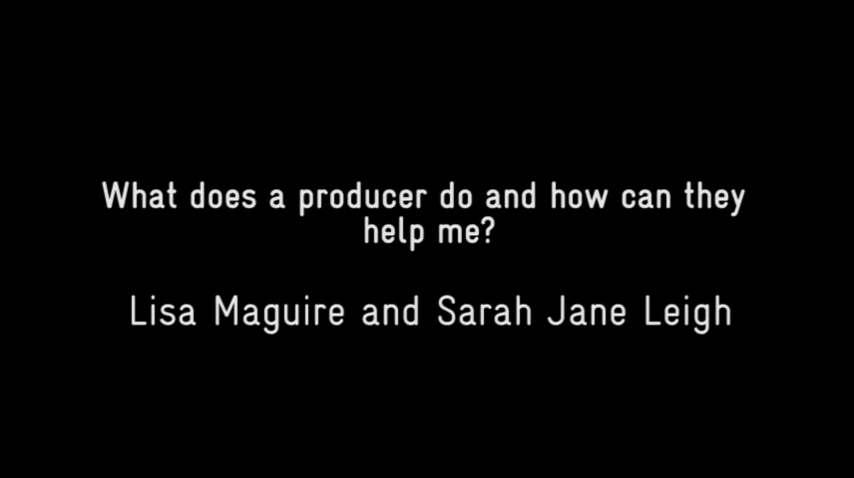 What does a producer do and how can they
help me?
Lisa Maguire and Sarah Jane Leigh